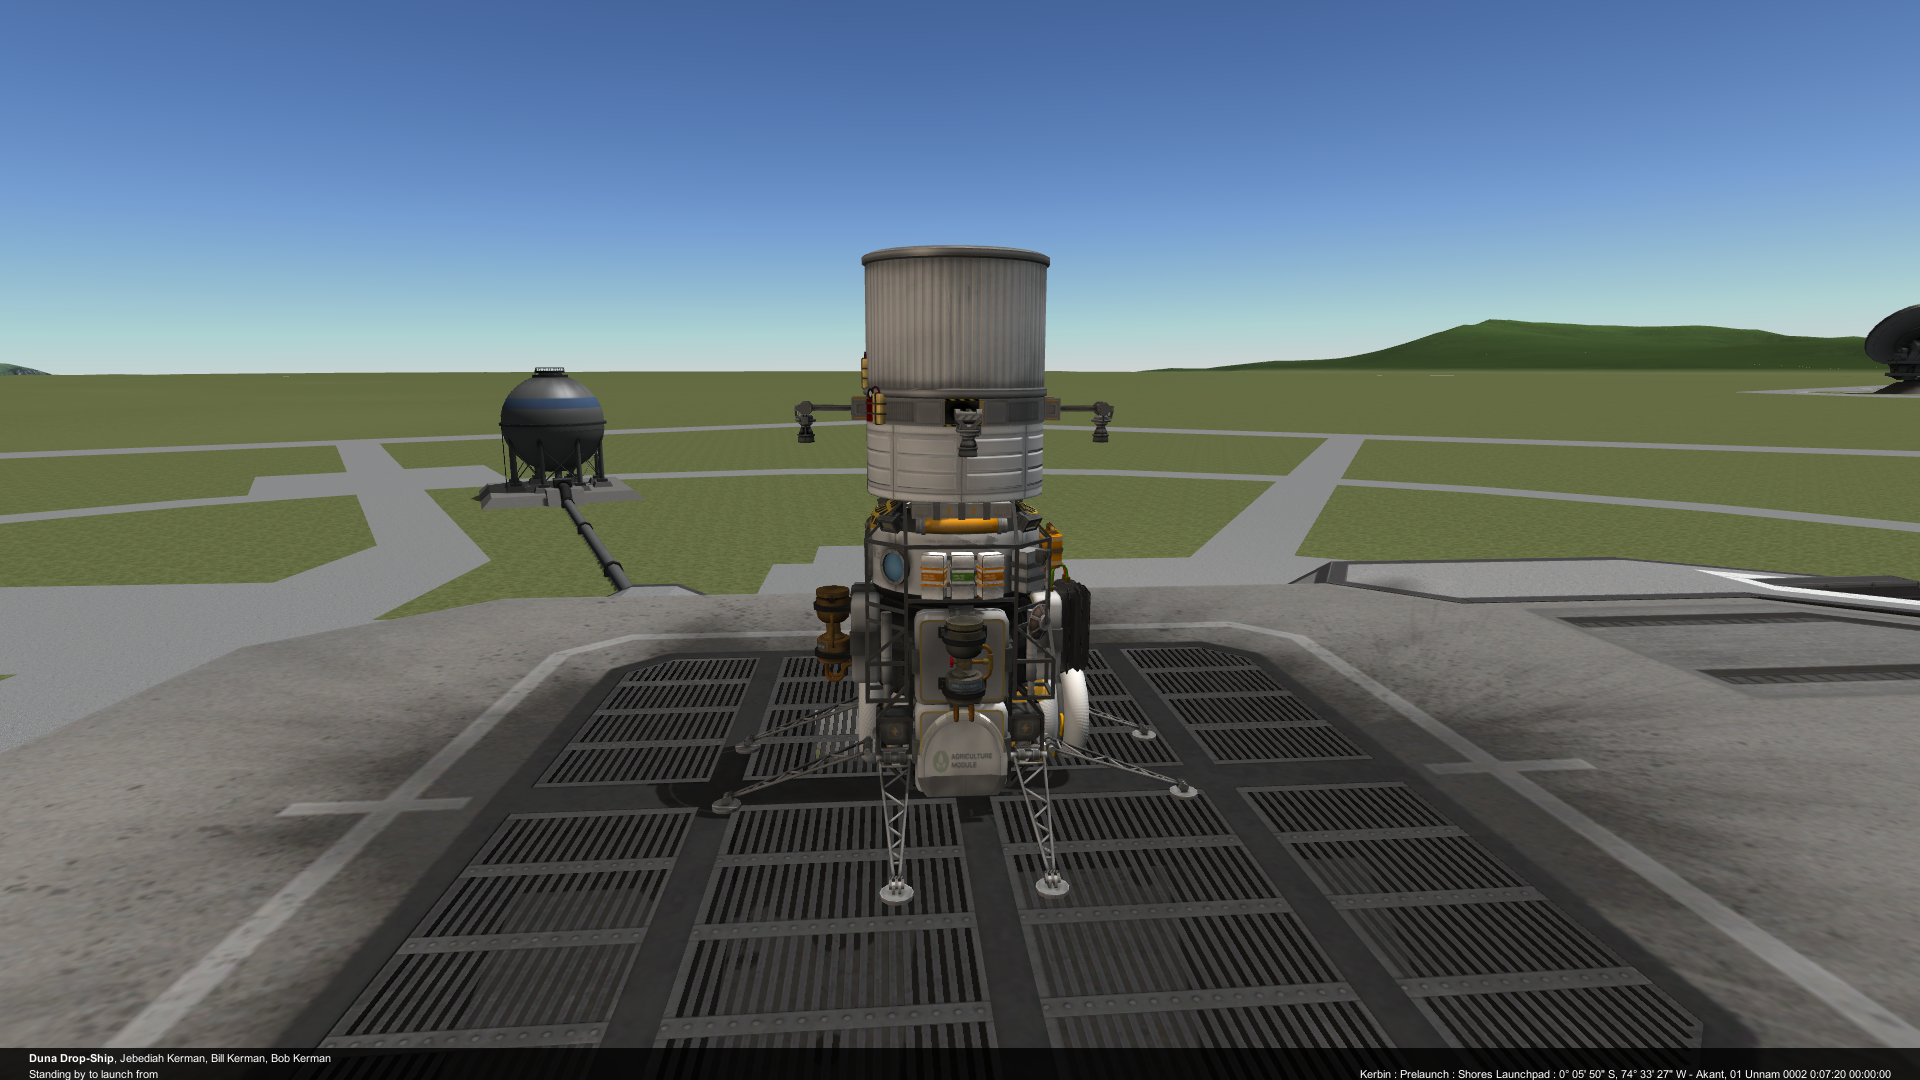 AGRICULTURE
MODULE
Duna Drop-Ship, Jebediah Kerman, Bill Kerman, Bob Kerman
Standing by to launch from
Kerbin : Prelaunch : Shores Launchpad : 0° 05' 50" S, 74° 33' 27" W - Akant, 01 Unnam 0002 0:07:20 00:00:00